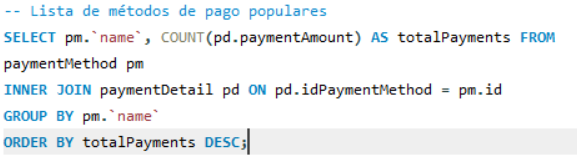 -- Lista de métodos de pago populares
SELECT pm.`name`, COUNT(pd.paymentAmount) AS totalPayments FROM
paymentMethod pm
INNER JOIN paymentDetail pd ON pd.idPaymentMethod = pm.id
GROUP BY pm.`name`
ORDER BY totalPayments DESC;